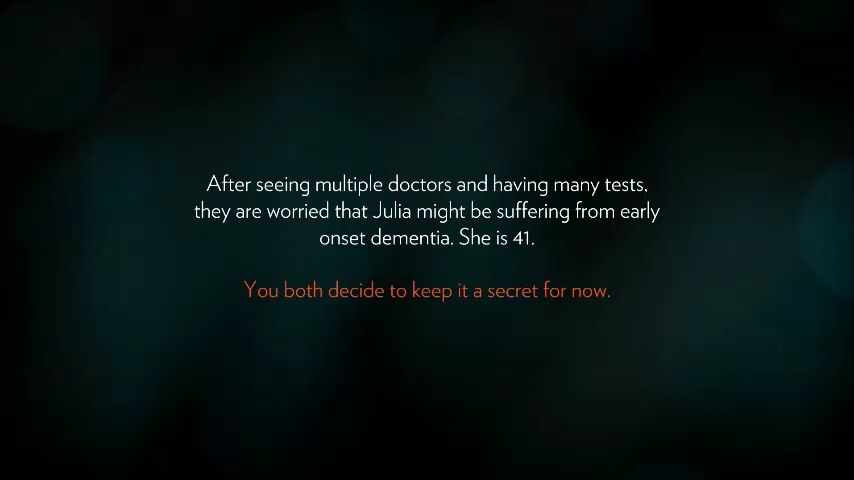 After seeing multiple doctors and having many tests,
they are worried that Julia might be suffering from early
onset dementia. She is 41.
You both decide to keep it a secret for now.